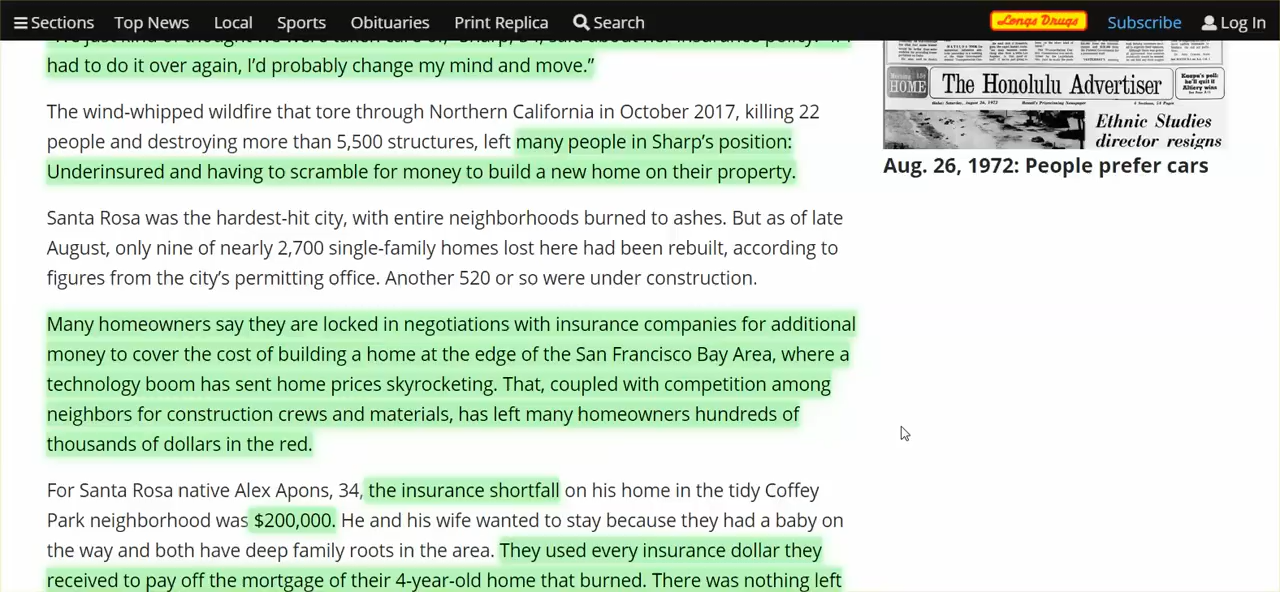 Sections Top News Local Sports Obituaries Print Replica Search Longs Drugs Subscribe Log In
had to do it over again, I’d probably change my mind and move.”
The wind-whipped wildfire that tore through Northern California in October 2017, killing 22
people and destroying more than 5,500 structures, left many people in Sharp’s position:
Underinsured and having to scramble for money to build a new home on their property.
Santa Rosa was the hardest-hit city, with entire neighborhoods burned to ashes. But as of late
August, only nine of nearly 2,700 single-family homes lost here had been rebuilt, according to
figures from the city’s permitting office. Another 520 or so were under construction.
Many homeowners say they are locked in negotiations with insurance companies for additional
money to cover the cost of building a home at the edge of the San Francisco Bay Area, where a
technology boom has sent home prices skyrocketing. That, coupled with competition among
neighbors for construction crews and materials, has left many homeowners hundreds of
thousands of dollars in the red.
For Santa Rosa native Alex Apons, 34, the insurance shortfall on his home in the tidy Coffey
Park neighborhood was $200,000. He and his wife wanted to stay because they had a baby on
the way and both have deep family roots in the area. They used every insurance dollar they
received to pay off the mortgage of their 4-year-old home that burned. There was nothing left
HOME
The Honolulu Advertiser
Ethnic Studies
director resigns
Aug. 26, 1972: People prefer cars